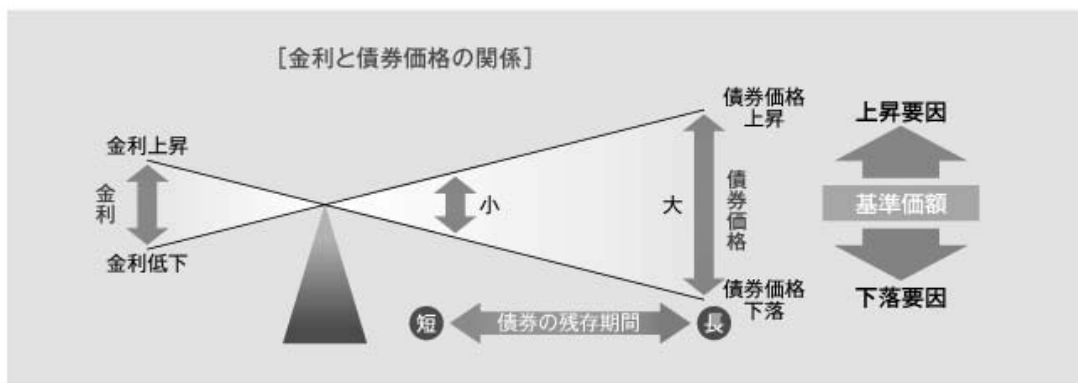 [金利と債券価格の関係]
金利上昇
金利
金利低下
小
大
債券価格
上昇
債券価格
債券価格
下落
短
債券の残存期間
長
上昇要因
基準価額
下落要因